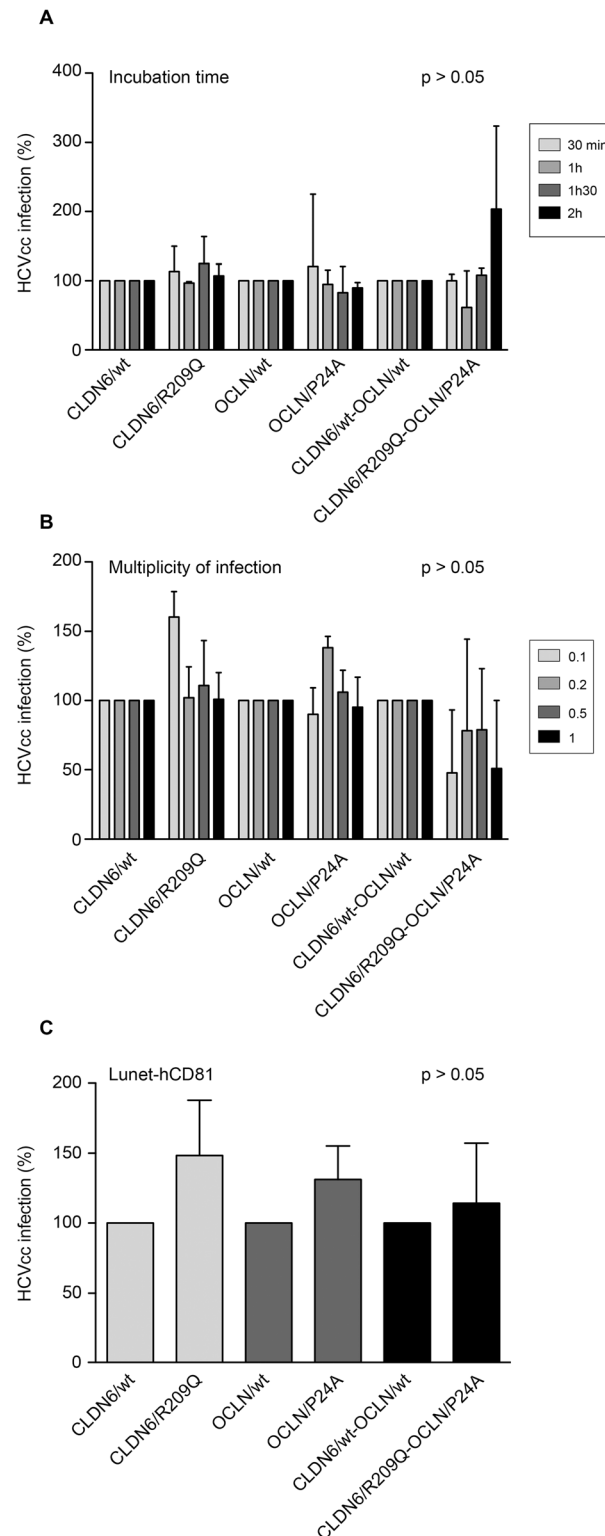 A
Incubation time
p > 0.05
HCVcc infection (%)
400
300
200
100
0
30 min
1h
1h30
2h
CLDN6/wt
CLDN6/R209Q
OCLN/wt
OCLN/P24A
CLDN6/wt-OCLN/wt
CLDN6/R209Q-OCLN/P24A
B
Multiplicity of infection
p > 0.05
HCVcc infection (%)
200
150
100
50
0
0.1
0.2
0.5
1
CLDN6/wt
CLDN6/R209Q
OCLN/wt
OCLN/P24A
CLDN6/wt-OCLN/wt
CLDN6/R209Q-OCLN/P24A
C
Lunet-hCD81
p > 0.05
HCVcc infection (%)
200
150
100
50
0
CLDN6/wt
CLDN6/R209Q
OCLN/wt
OCLN/P24A
CLDN6/wt-OCLN/wt
CLDN6/R209Q-OCLN/P24A